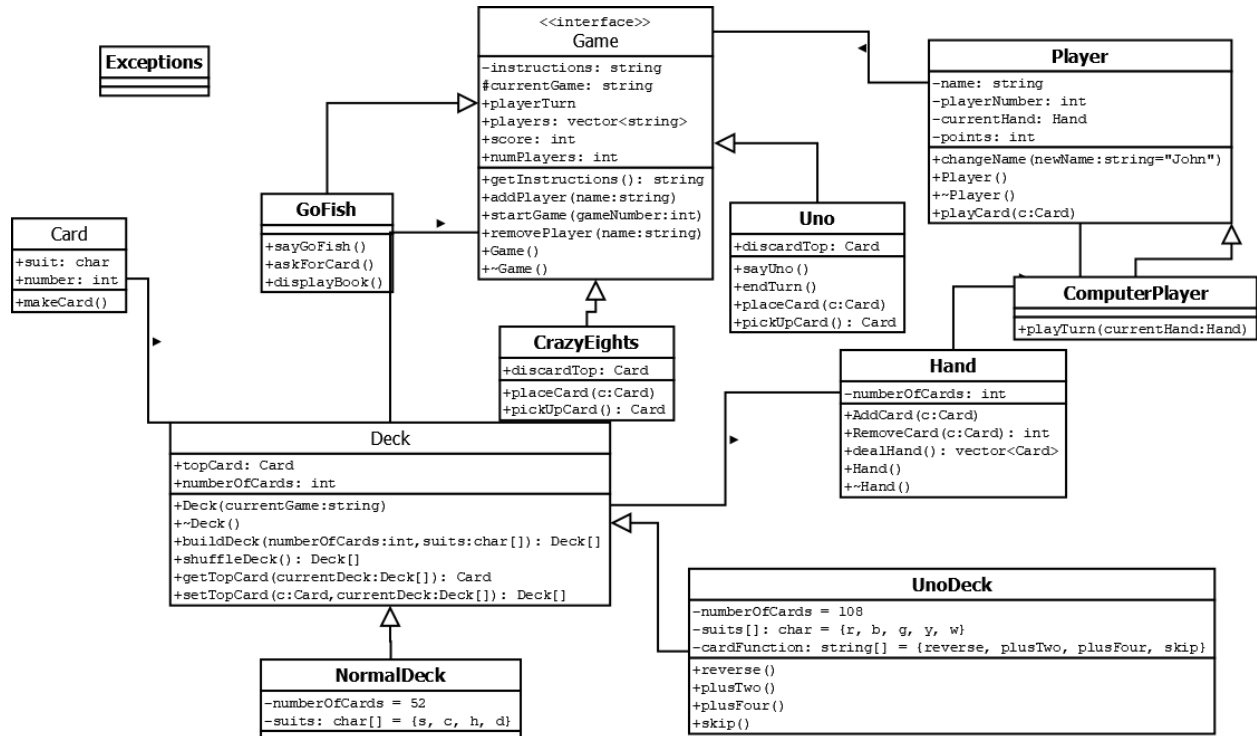 Exceptions
<<interface>>
Game
-instructions: string
#currentGame: string
+playerTurn
+players: vector<string>
+score: int
+numPlayers: int
+getInstructions(): string
+addPlayer(name:string)
+startGame(gameNumber:int)
+removePlayer(name:string)
+Game()
+~Game()
Player
-name: string
-playerNumber: int
-currentHand: Hand
-points: int
+changeName(newName:string="John")
+Player()
+~Player()
+playCard(c:Card)
GoFish
+sayGoFish()
+askForCard()
+displayBook()
Uno
+discardTop: Card
+sayUno()
+endTurn()
+placeCard(c:Card)
+pickUpCard(): Card
Card
+suit: char
+number: int
+makeCard()
ComputerPlayer
+playTurn(currentHand:Hand)
CrazyEights
+discardTop: Card
+placeCard(c:Card)
+pickUpCard(): Card
Hand
-numberOfCards: int
+AddCard(c:Card)
+RemoveCard(c:Card): int
+dealHand(): vector<Card>
+Hand()
+~Hand()
Deck
+topCard: Card
+numberOfCards: int
+Deck(currentGame:string)
+~Deck()
+buildDeck(numberOfCards:int,suits:char[]): Deck[]
+shuffleDeck(): Deck[]
+getTopCard(currentDeck:Deck[]): Card
+setTopCard(c:Card,currentDeck:Deck[]): Deck[]
UnoDeck
-numberOfCards = 108
-suits[]: char = {r, b, g, y, w}
-cardFunction: string[] = {reverse, plusTwo, plusFour, skip}
+reverse()
+plusTwo()
+plusFour()
+skip()
NormalDeck
-numberOfCards = 52
-suits: char[] = {s, c, h, d}